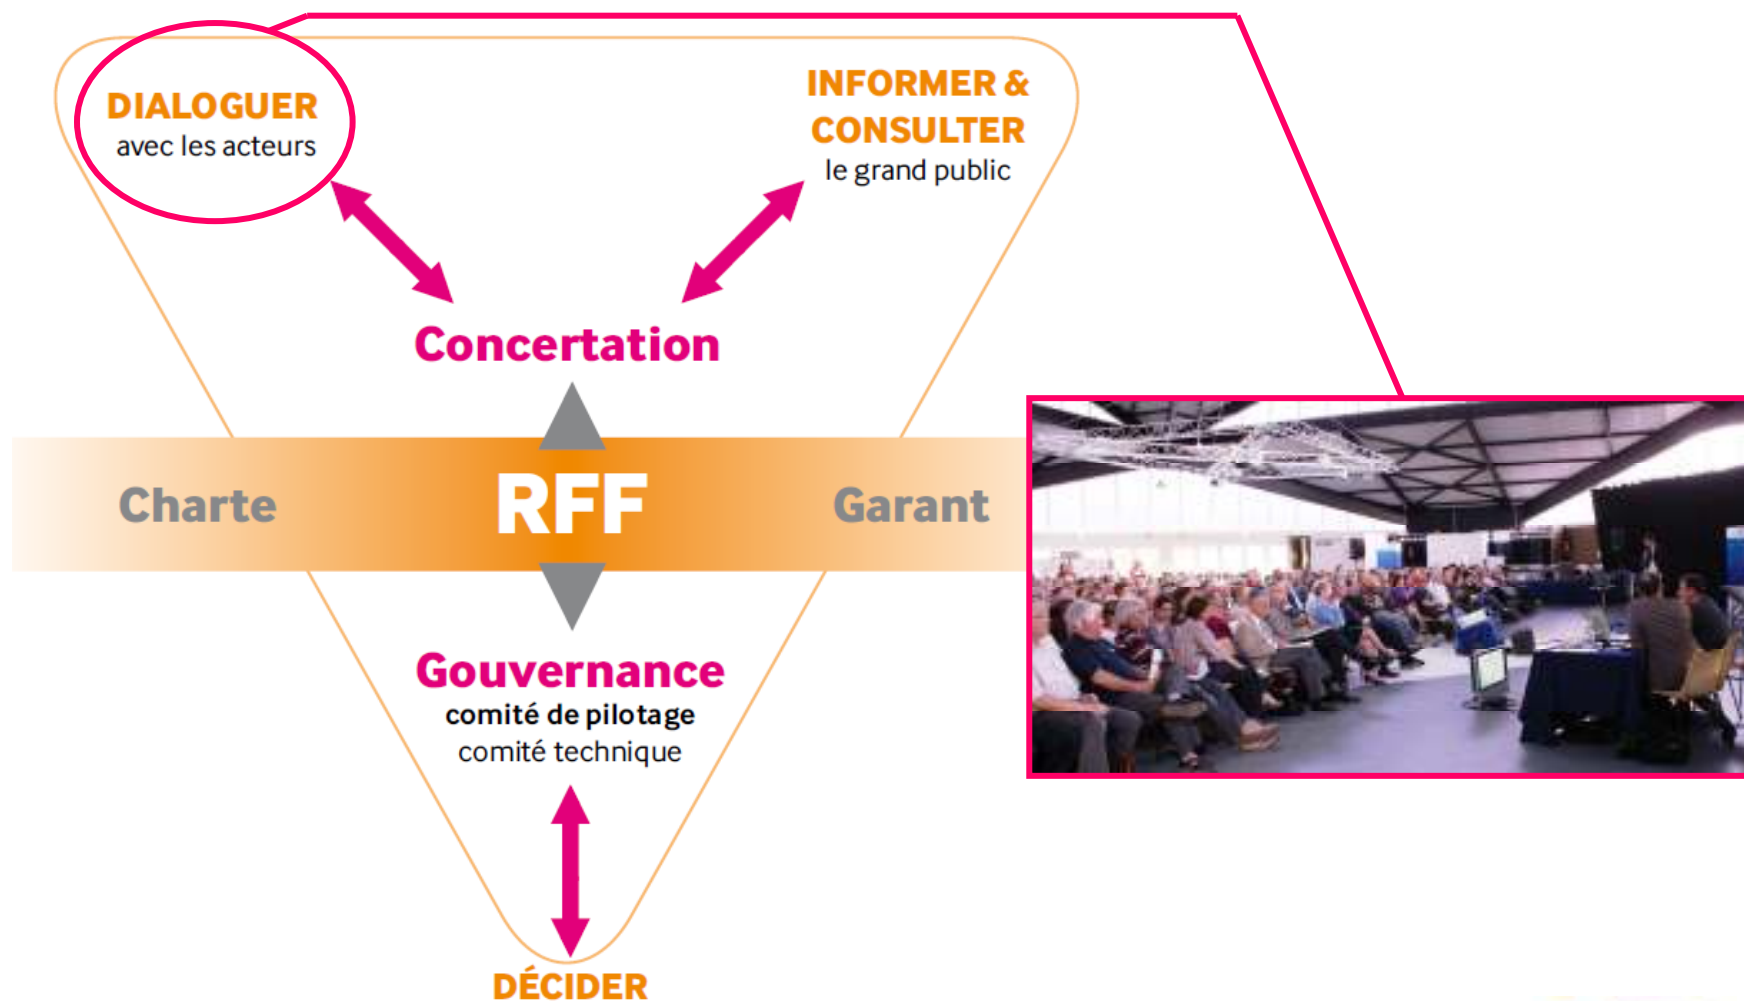 DIALOGUER
avec les acteurs
INFORMER &
CONSULTER
le grand public
Concertation
Charte
RFF
Garant
Gouvernance
comité de pilotage
comité technique
DÉCIDER